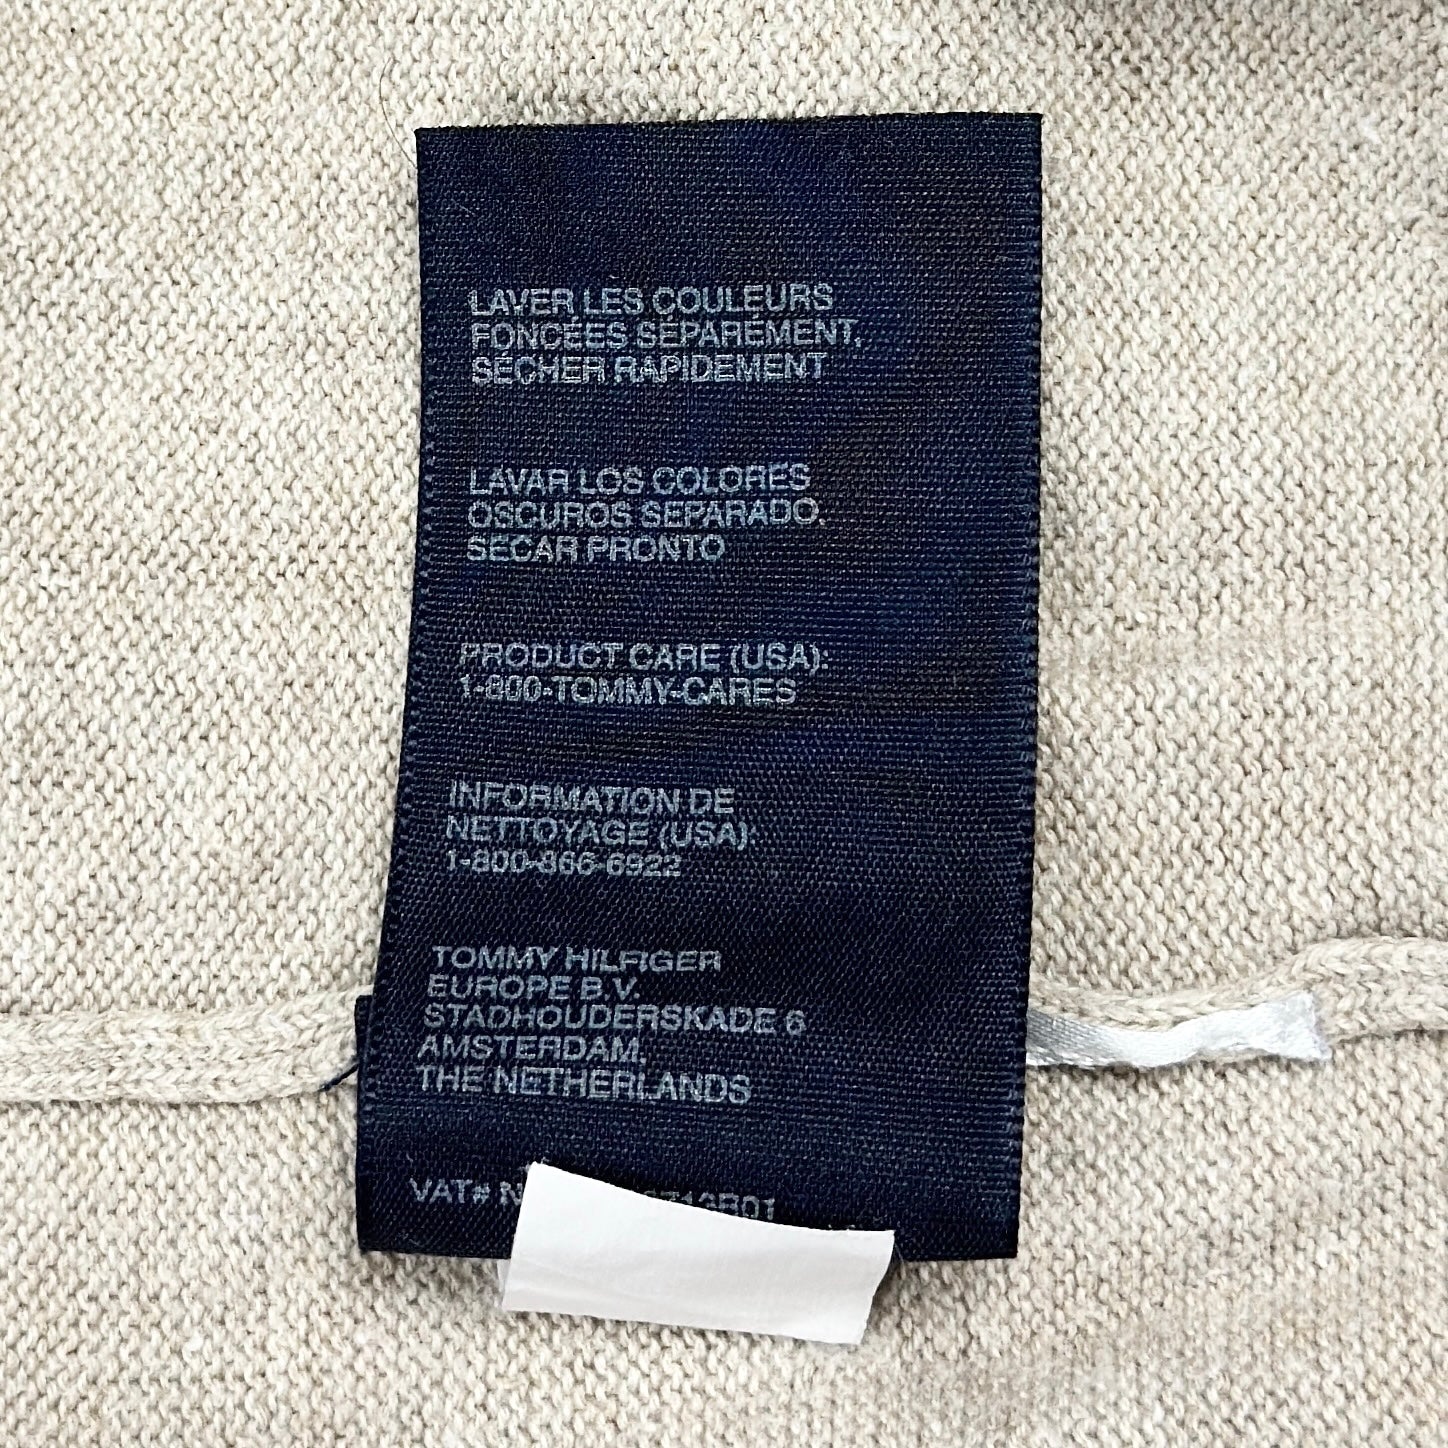 LAVER LES COULEURS
FONCÉES SÉPARÉMENT,
SÉCHER RAPIDEMENT
LAVAR LOS COLORES
OSCUROS SEPARADO.
SECAR PRONTO
PRODUCT CARE (USA):
1-800-TOMMY-CARES
INFORMATION DE
NETTOYAGE (USA):
1-800-866-6922
TOMMY HILFIGER
EUROPE B.V.
STADHOUDERSKADE 6
AMSTERDAM,
THE NETHERLANDS
VAT#